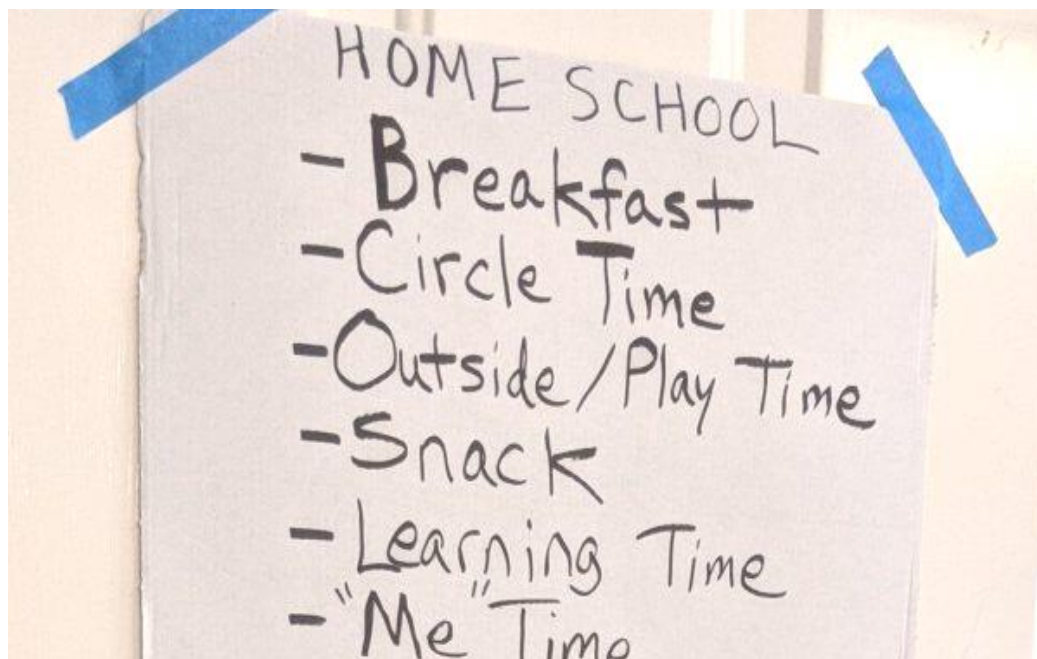 HOME SCHOOL
- Breakfast
- Circle Time
- Outside/Play Time
- Snack
- Learning Time
- "Me" Time